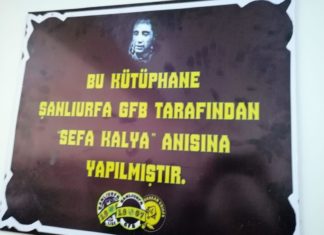 BU KÜTÜPHANE
ŞANLIURFA GFB TARAFINDAN
"SEFA KALYA" ANISINA
YAPILMIŞTIR.